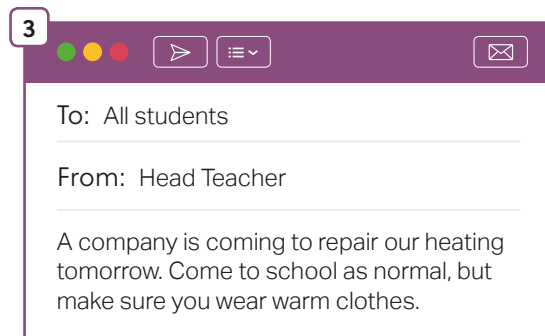 3
To: All students
From: Head Teacher
A company is coming to repair our heating
tomorrow. Come to school as normal, but
make sure you wear warm clothes.